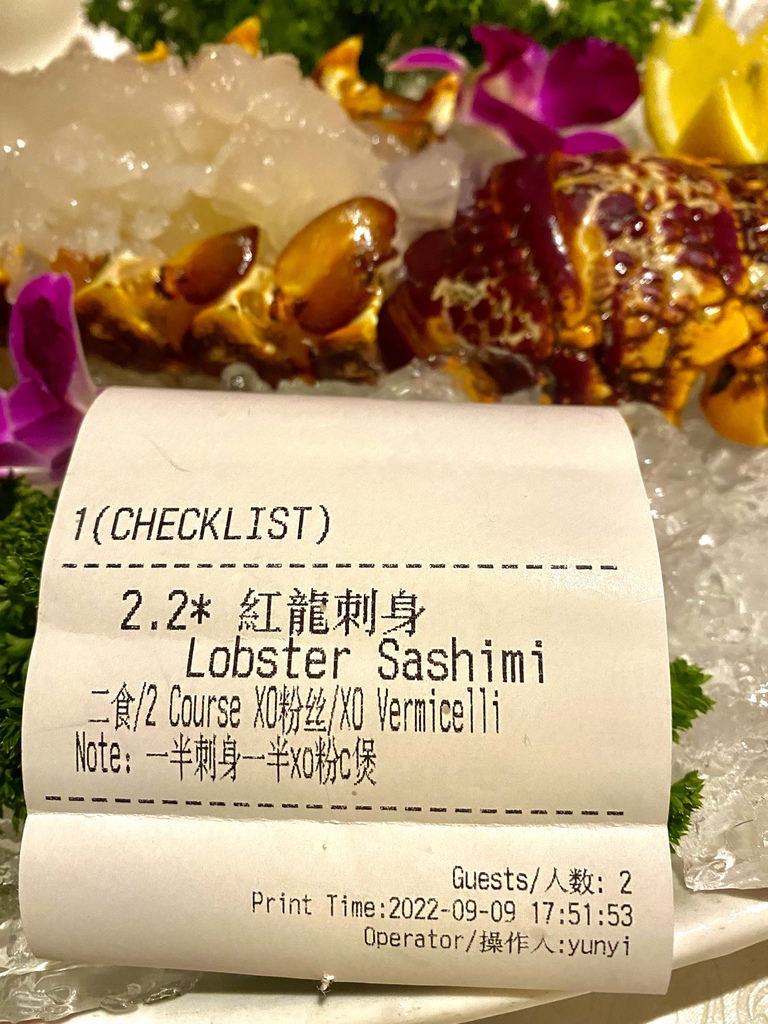 1(CHECKLIST)
2.2* 紅龍刺身
Lobster Sashimi
二食/2 Course XO粉丝/XO Vermicelli
Note: 一半刺身一半xo粉c煲
Guests/人数: 2
Print Time:2022-09-09 17:51:53
Operator/操作人:yunyi